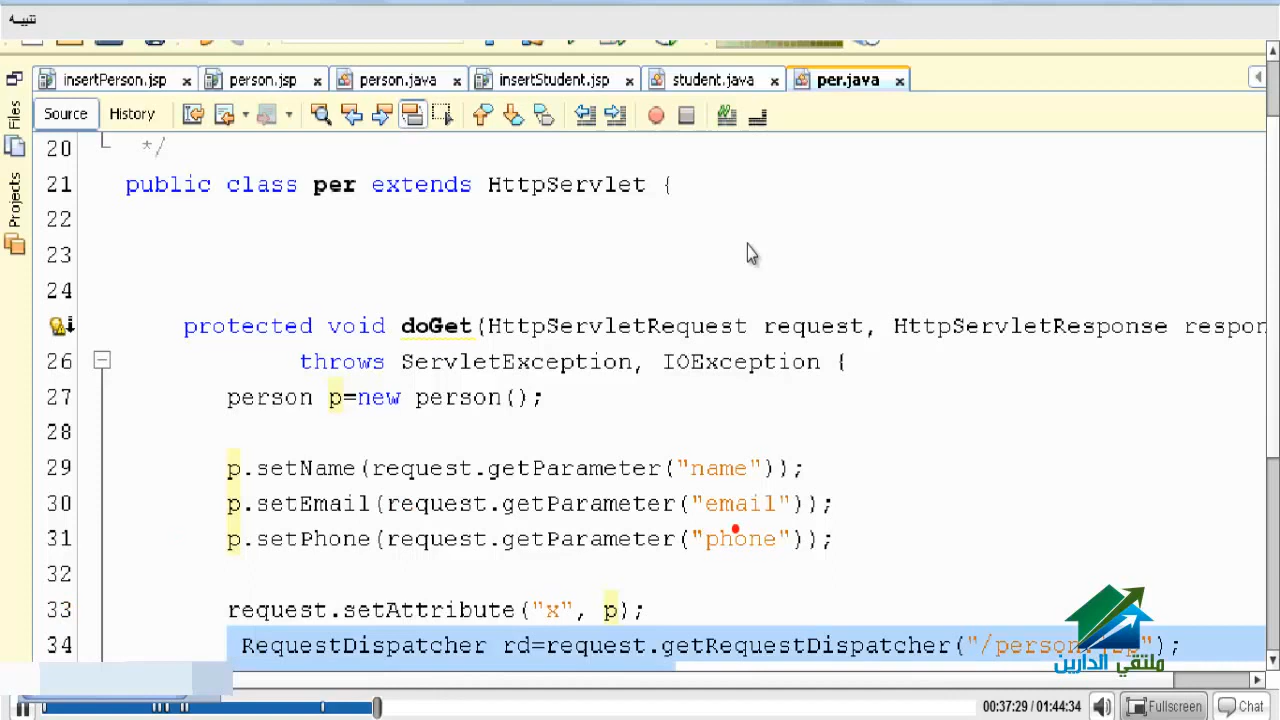 تنبيه
insertPerson.jsp person.jsp person.java insertStudent.jsp student.java per.java
Source History
Files
Projects
20 */
21 public class per extends HttpServlet {
22
23
24
protected void doGet(HttpServletRequest request, HttpServletResponse respon
26 throws ServletException, IOException {
27 person p=new person();
28
29 p.setName(request.getParameter("name"));
30 p.setEmail(request.getParameter("email"));
31 p.setPhone(request.getParameter("phone"));
32
33 request.setAttribute("x", p);
34 RequestDispatcher rd=request.getRequestDispatcher("/person.jsp");
ملتقي الدارين
00:37:29 / 01:44:34 Fullscreen Chat